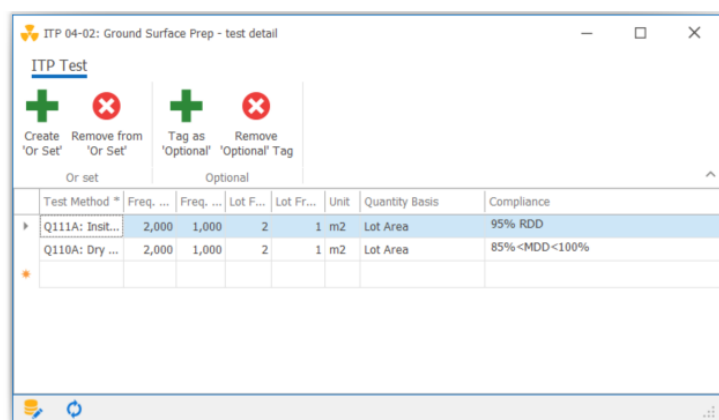 ITP 04-02: Ground Surface Prep - test detail
ITP Test
Create 'Or Set'
Remove from 'Or Set'
Tag as 'Optional'
Remove 'Optional' Tag
Or set
Optional
Test Method Freq. ... Freq. ... Lot F... Lot Fr... Unit Quantity Basis Compliance
Q111A: Insit... 2,000 1,000 2 1 m2 Lot Area 95% RDD
Q110A: Dry ... 2,000 1,000 2 1 m2 Lot Area 85%<MDD<100%